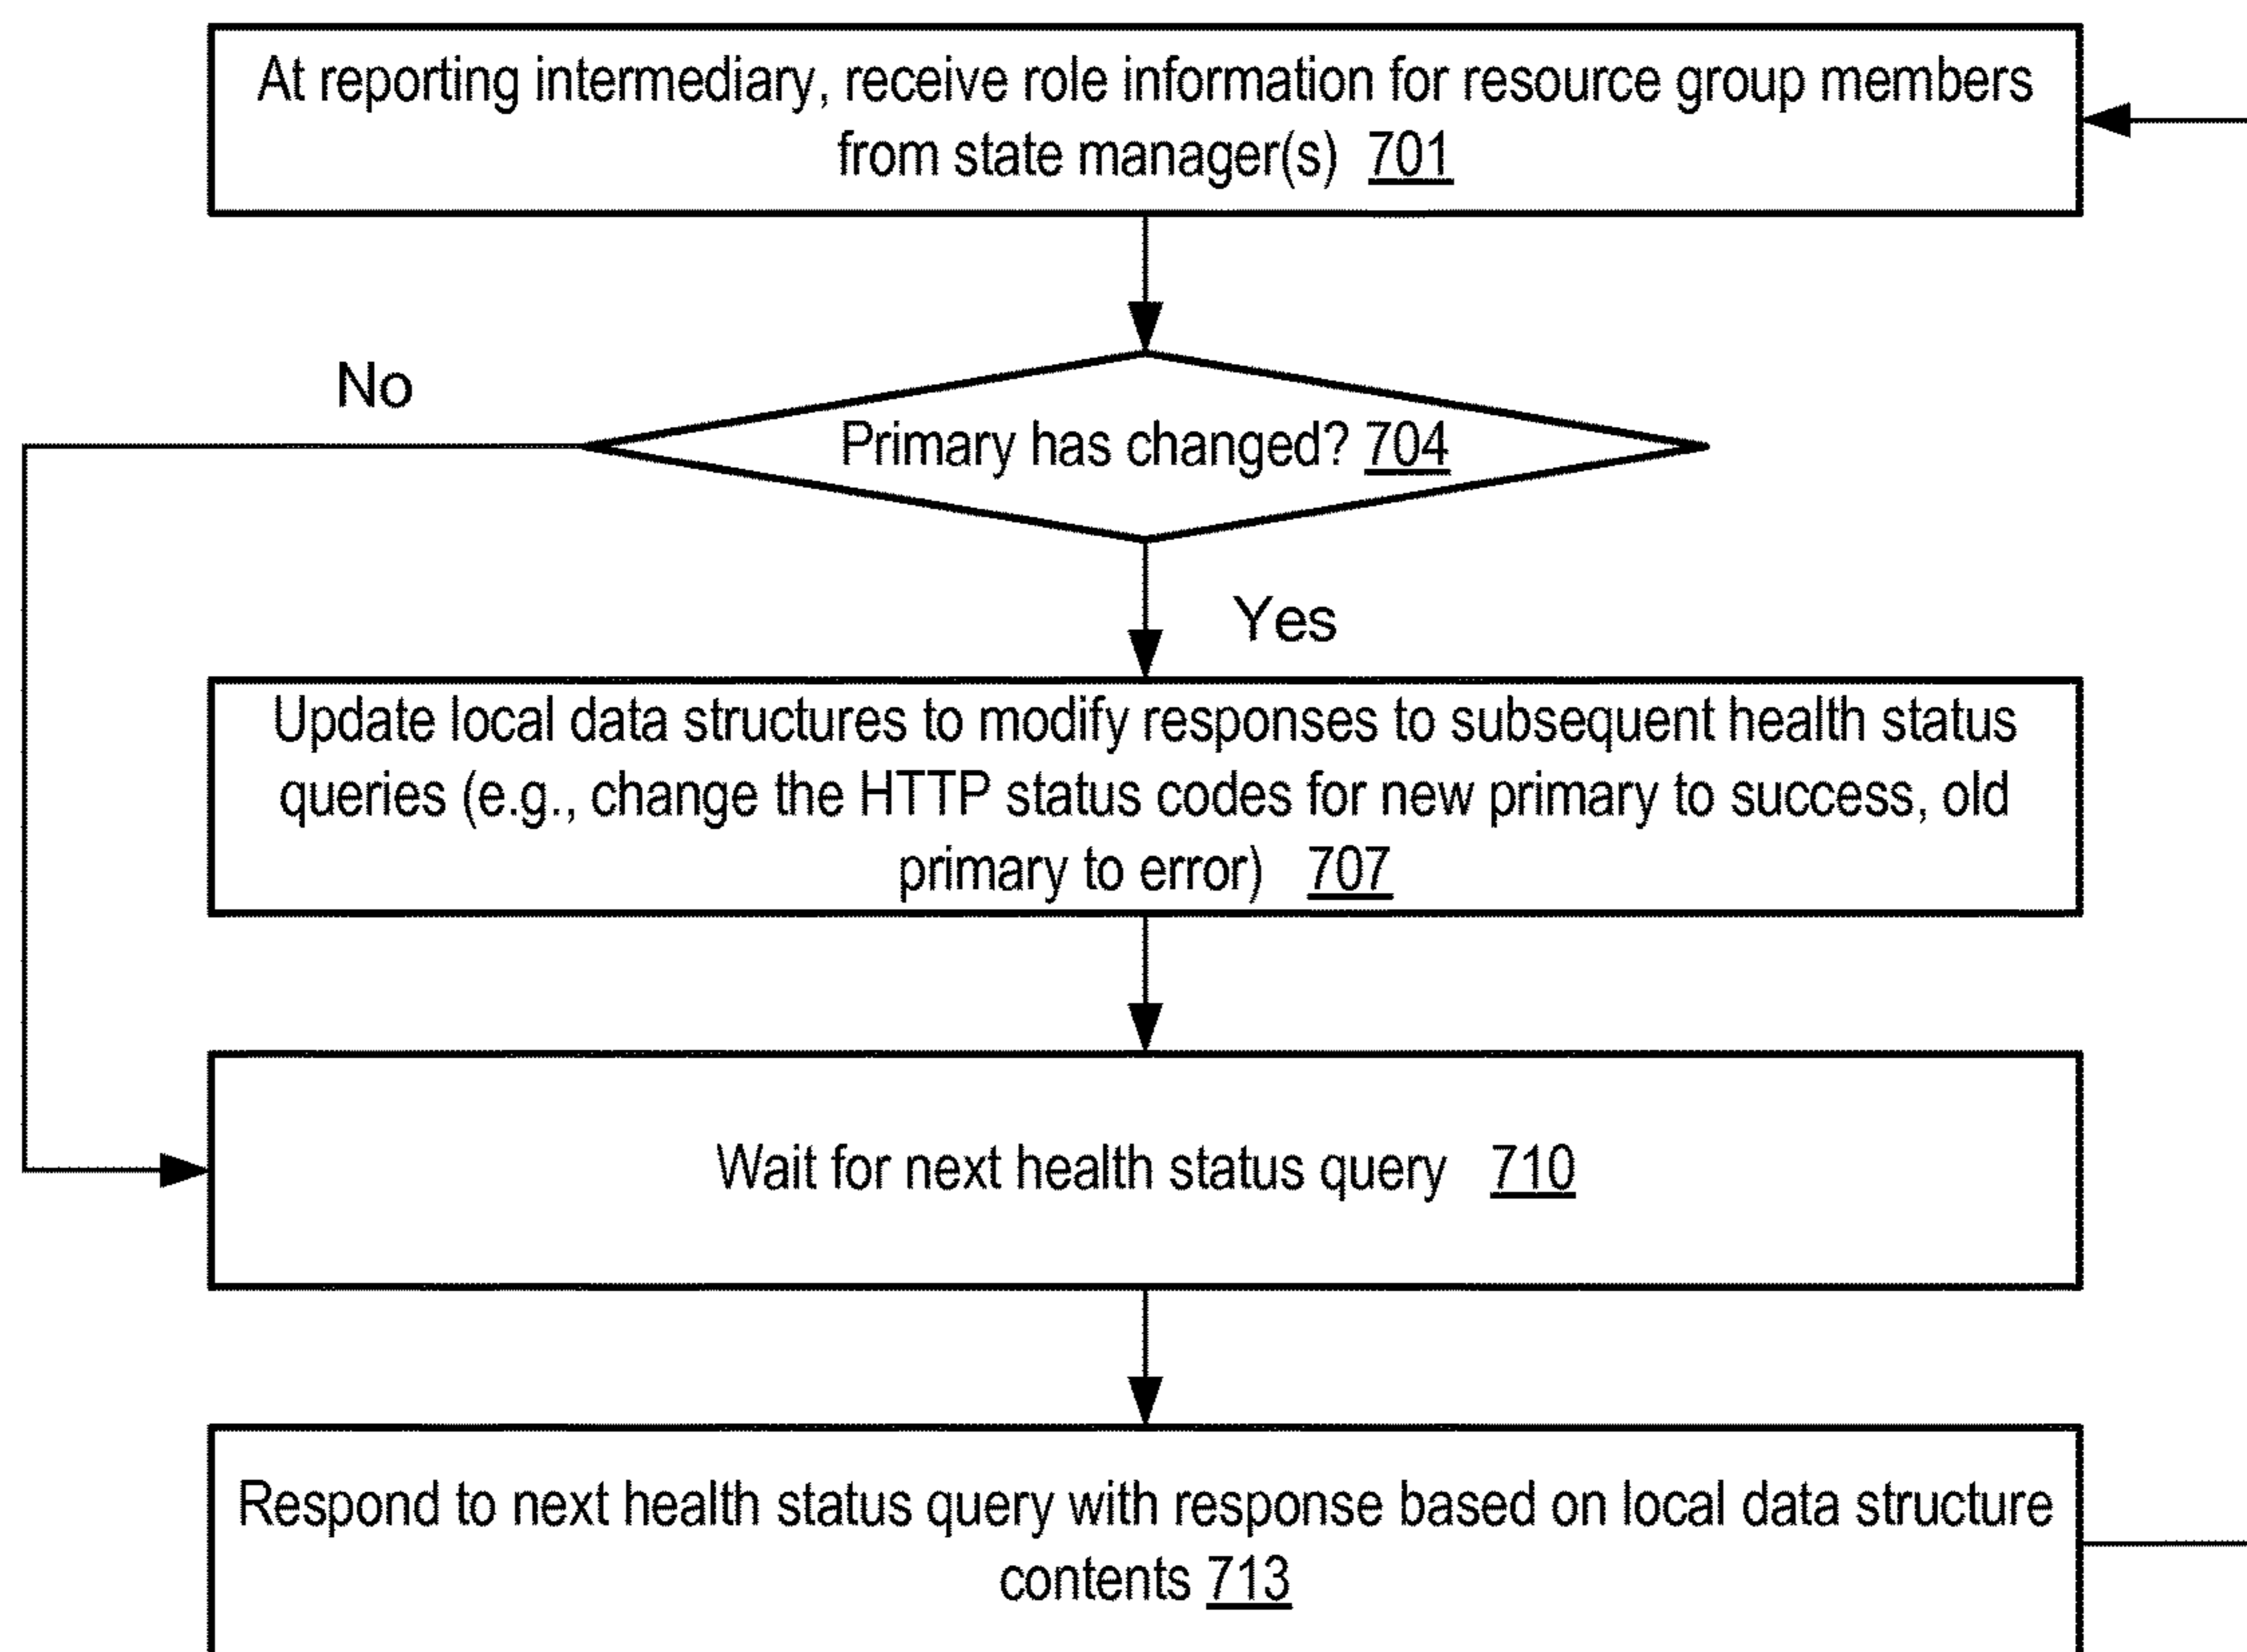 At reporting intermediary, receive role information for resource group members
from state manager(s) 701
No
Primary has changed? 704
Yes
Update local data structures to modify responses to subsequent health status
queries (e.g., change the HTTP status codes for new primary to success, old
primary to error) 707
Wait for next health status query 710
Respond to next health status query with response based on local data structure
contents 713